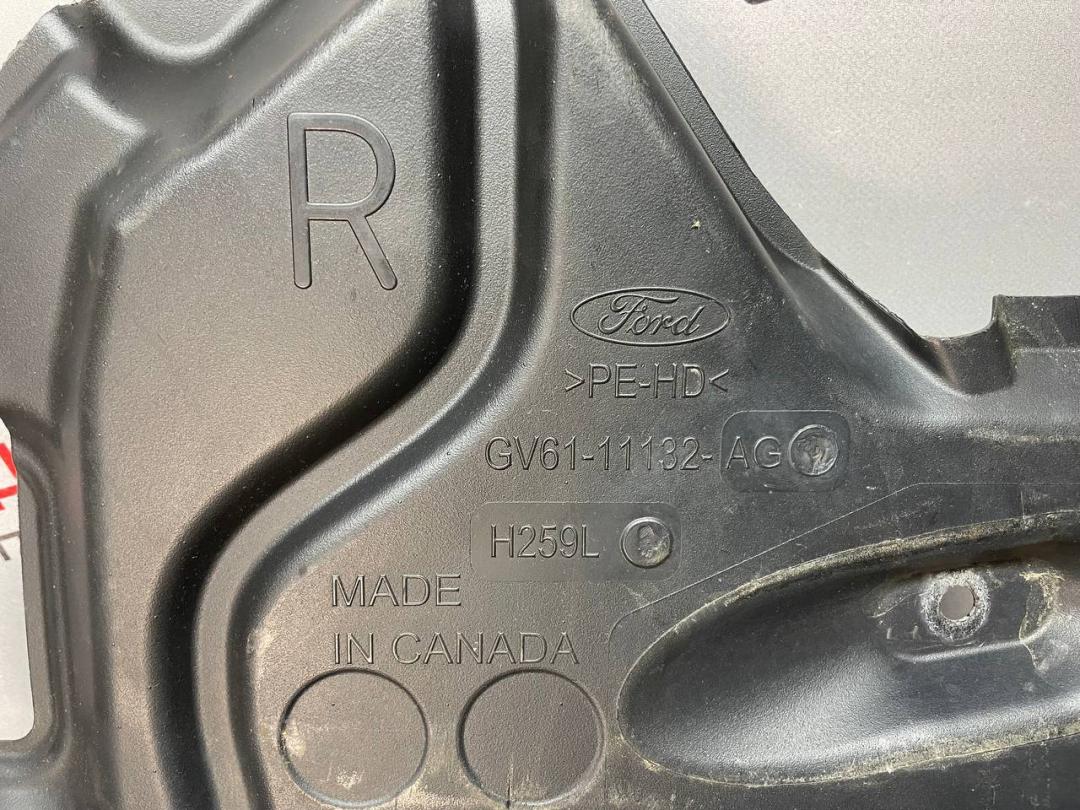 R
Ford
>PE-HD<
GV61-11132-AG
H259L
MADE
IN CANADA